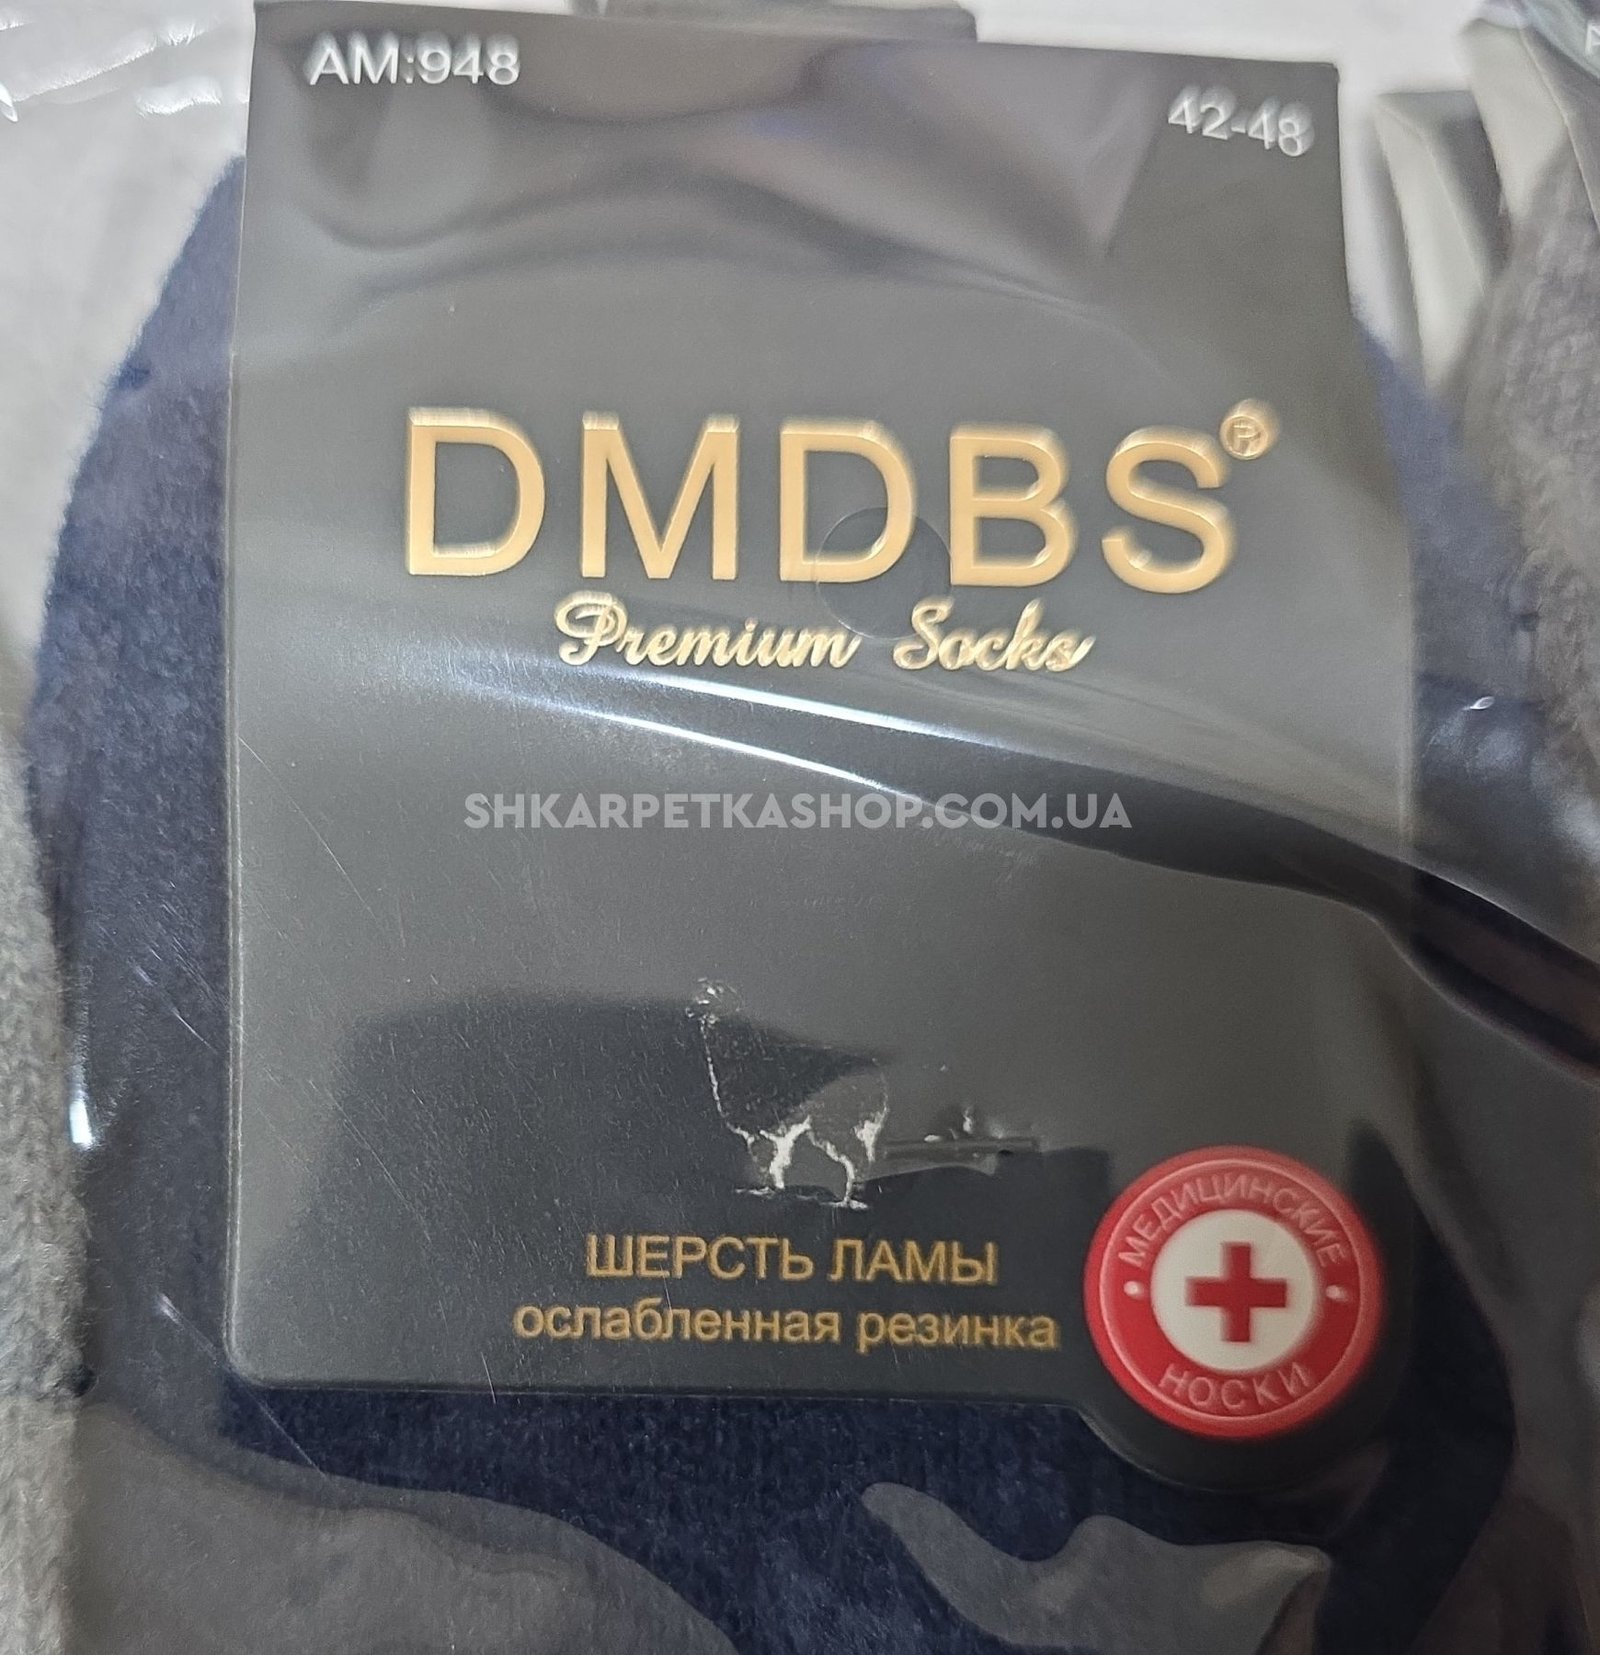 AM:948
42-48
DMDBS®
Premium Socks
SHKARPETKASHOP.COM.UA
ШЕРСТЬ ЛАМЫ
ослабленная резинка
• МЕДИЦИНСКИЕ •
НОСКИ